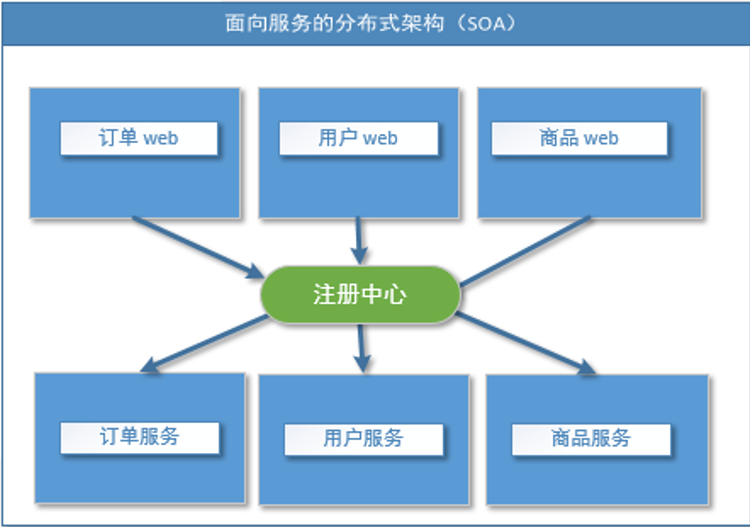 面向服务的分布式架构（SOA）
订单 web
用户 web
商品 web
注册中心
订单服务
用户服务
商品服务